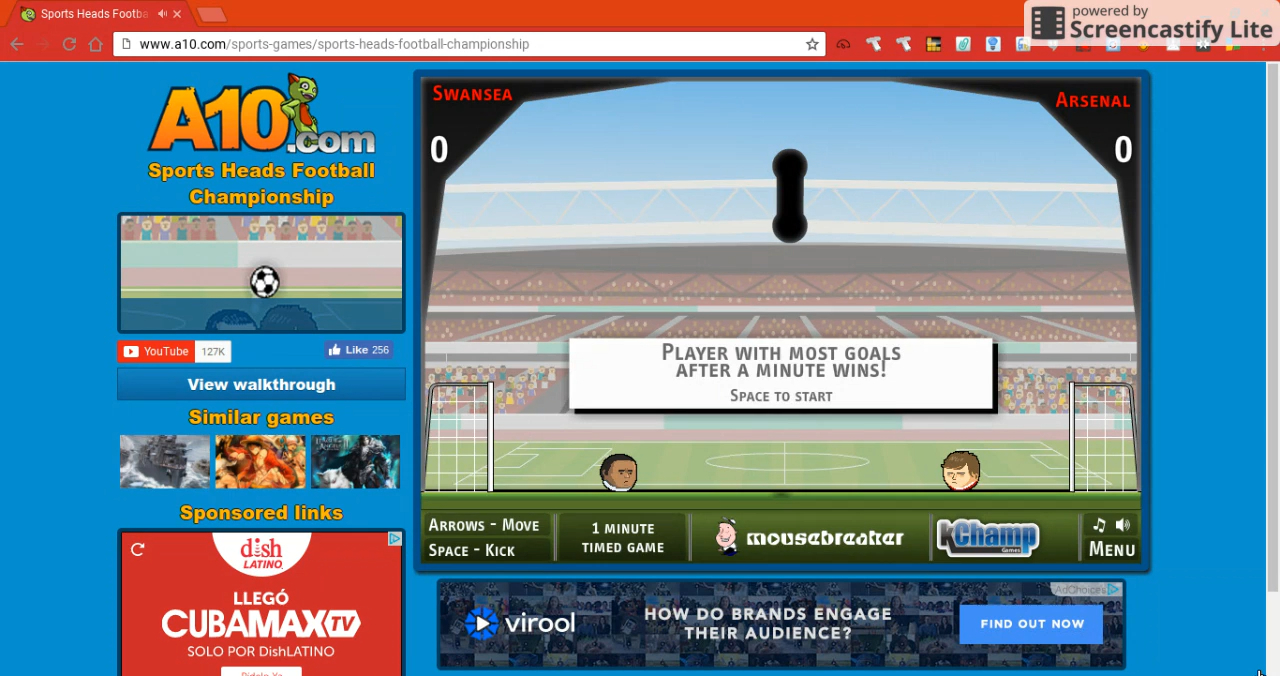 Sports Heads Footba
powered by
Screencastify Lite
www.a10.com/sports-games/sports-heads-football-championship
A10.com
Sports Heads Football
Championship
YouTube 127K
Like 256
View walkthrough
Similar games
Sponsored links
dish
LATINO
LLEGÓ
CUBAMAX TV
SOLO POR DishLATINO
SWANSEA
ARSENAL
0
0
PLAYER WITH MOST GOALS
AFTER A MINUTE WINS!
SPACE TO START
ARROWS - MOVE
SPACE - KICK
1 MINUTE
TIMED GAME
mousebreaker
kChamp
Games
MENU
AdChoices
virool
HOW DO BRANDS ENGAGE
THEIR AUDIENCE?
FIND OUT NOW